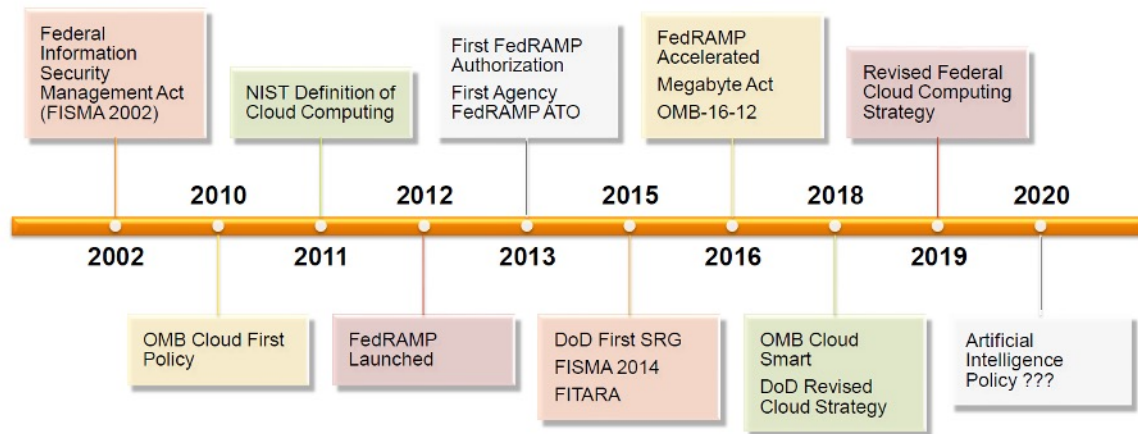 Federal
Information
Security
Management Act
(FISMA 2002)
NIST Definition of
Cloud Computing
First FedRAMP
Authorization
First Agency
FedRAMP ATO
FedRAMP
Accelerated
Megabyte Act
OMB-16-12
Revised Federal
Cloud Computing
Strategy
2010
2012
2015
2018
2020
2002
2011
2013
2016
2019
OMB Cloud First
Policy
FedRAMP
Launched
DoD First SRG
FISMA 2014
FITARA
OMB Cloud
Smart
DoD Revised
Cloud Strategy
Artificial
Intelligence
Policy ???